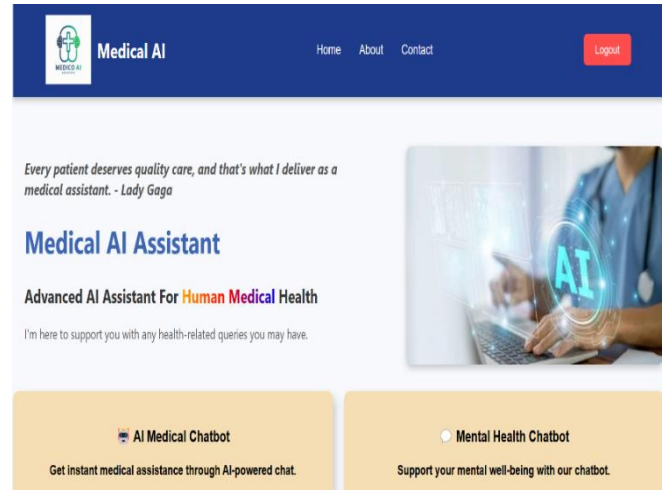 MEDICO AI
Medical AI
Home
About
Contact
Logout
Every patient deserves quality care, and that's what I deliver as a
medical assistant. - Lady Gaga
Medical AI Assistant
Advanced AI Assistant For Human Medical Health
I'm here to support you with any health-related queries you may have.
AI
AI Medical Chatbot
Get instant medical assistance through AI-powered chat.
Mental Health Chatbot
Support your mental well-being with our chatbot.